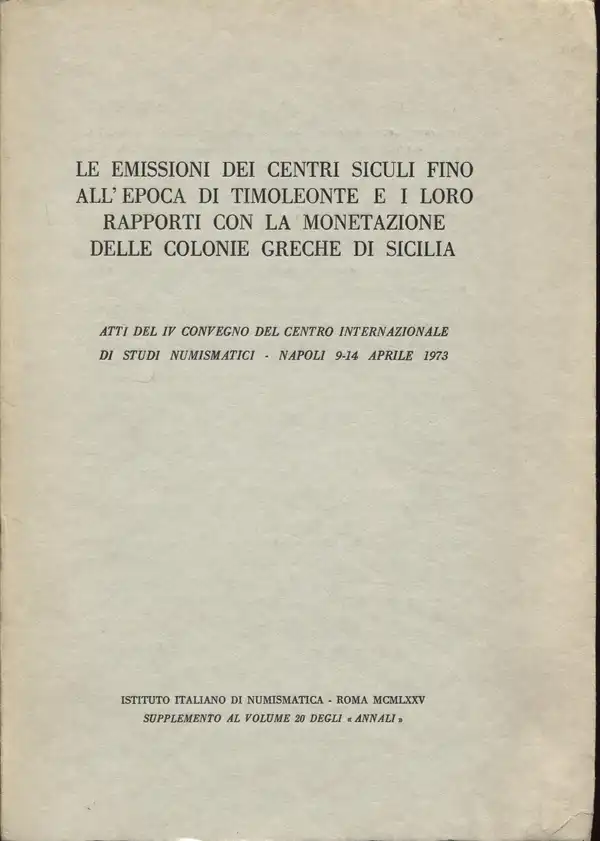 LE EMISSIONI DEI CENTRI SICULI FINO
ALL' EPOCA DI TIMOLEONTE E I LORO
RAPPORTI CON LA MONETAZIONE
DELLE COLONIE GRECHE DI SICILIA
ATTI DEL IV CONVEGNO DEL CENTRO INTERNAZIONALE
DI STUDI NUMISMATICI - NAPOLI 9-14 APRILE 1973
ISTITUTO ITALIANO DI NUMISMATICA - ROMA MCMLXXV
SUPPLEMENTO AL VOLUME 20 DEGLI « ANNALI »